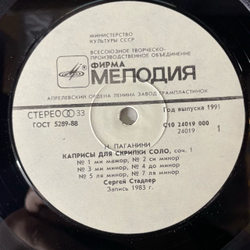 МИНИСТЕРСТВО
КУЛЬТУРЫ СССР
ВСЕСОЮЗНОЕ ТВОРЧЕСКО-
ПРОИЗВОДСТВЕННОЕ ОБЪЕДИНЕНИЕ
ФИРМА
МЕЛОДИЯ
АПРЕЛЕВСКИЙ ОРДЕНА ЛЕНИНА ЗАВОД ГРАМПЛАСТИНОК
СТЕРЕО 33
ГОСТ 5289-88
Год выпуска 1991
С10 24019 000
24019 1
Н. ПАГАНИНИ
КАПРИСЫ ДЛЯ СКРИПКИ СОЛО, соч. 1
№ 1 ми мажор, № 2 си минор
№ 3 ми минор, № 4 до минор
№ 5 ля минор, № 7 ля минор
Сергей Стадлер
Запись 1983 г.